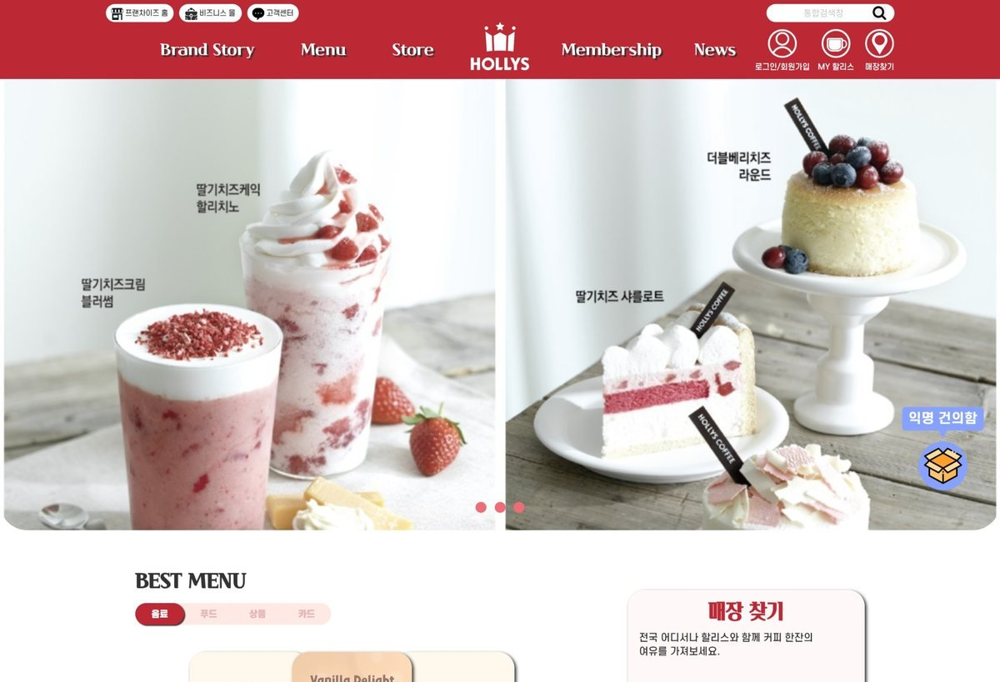 프랜차이즈 홈
비즈니스 몰
고객센터
통합검색창
Brand Story
Menu
Store
HOLLYS
Membership
News
로그인/회원가입
MY 할리스
매장찾기
딸기치즈케익
할리치노
딸기치즈크림
블러썸
HOLLYS COFFEE
더블베리치즈
라운드
딸기치즈 샤를로트
HOLLYS COFFEE
HOLLYS COFFEE
익명 건의함
BEST MENU
음료
푸드
상품
카드
Vanilla Delight
매장 찾기
전국 어디서나 할리스와 함께 커피 한잔의
여유를 가져보세요.